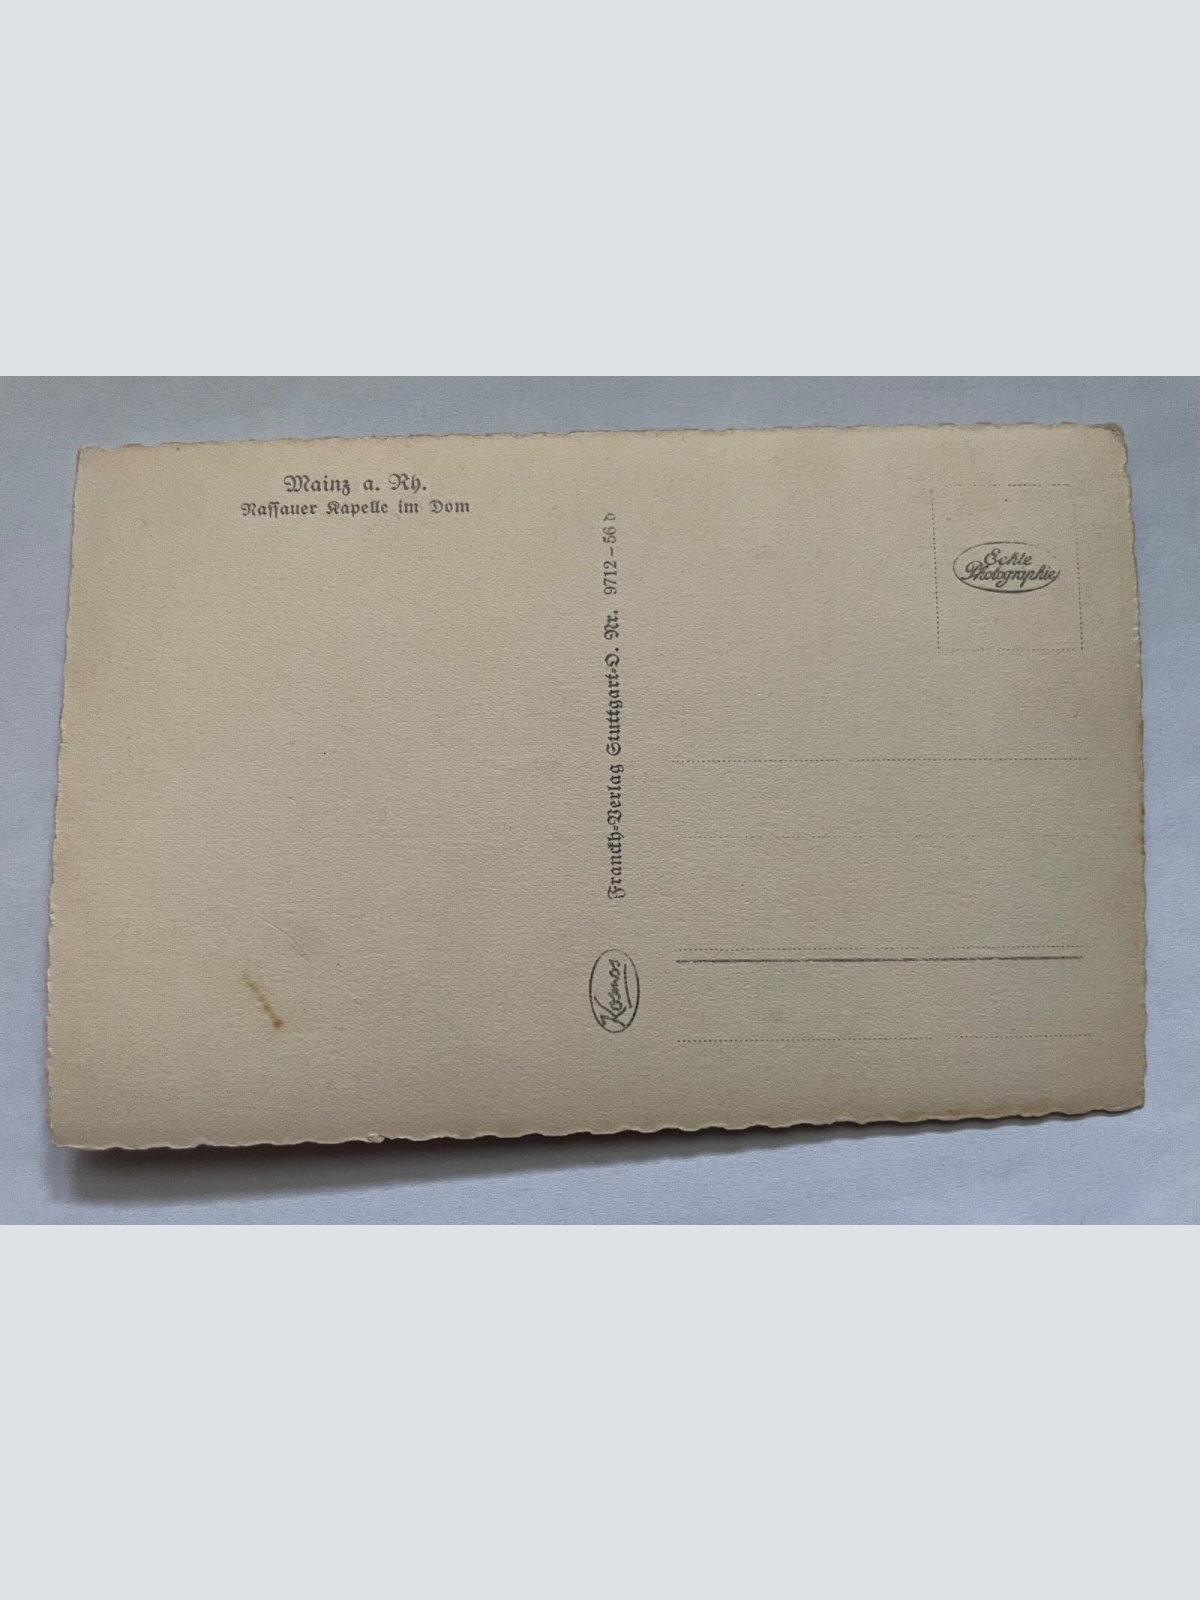 Mainz a. Rh.
Nassauer Kapelle im Dom
Franckh-Verlag Stuttgart-O. Nr. 9712-56 b
Kosmos
Echte
Photographie